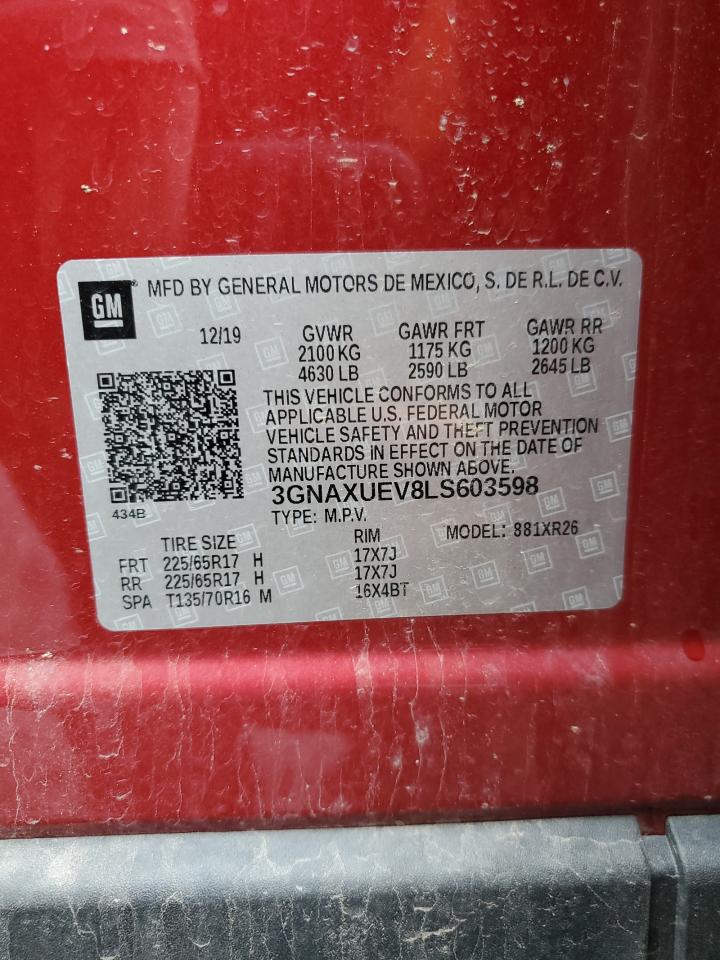 GM ® MFD BY GENERAL MOTORS DE MEXICO, S. DE R.L. DE C.V.
12/19 GVWR GAWR FRT GAWR RR
2100 KG 1175 KG 1200 KG
4630 LB 2590 LB 2645 LB
THIS VEHICLE CONFORMS TO ALL
APPLICABLE U.S. FEDERAL MOTOR
VEHICLE SAFETY AND THEFT PREVENTION
STANDARDS IN EFFECT ON THE DATE OF
MANUFACTURE SHOWN ABOVE.
3GNAXUEV8LS603598
434B
TYPE: M.P.V. MODEL: 881XR26
TIRE SIZE RIM
FRT 225/65R17 H 17X7J
RR 225/65R17 H 17X7J
SPA T135/70R16 M 16X4BT